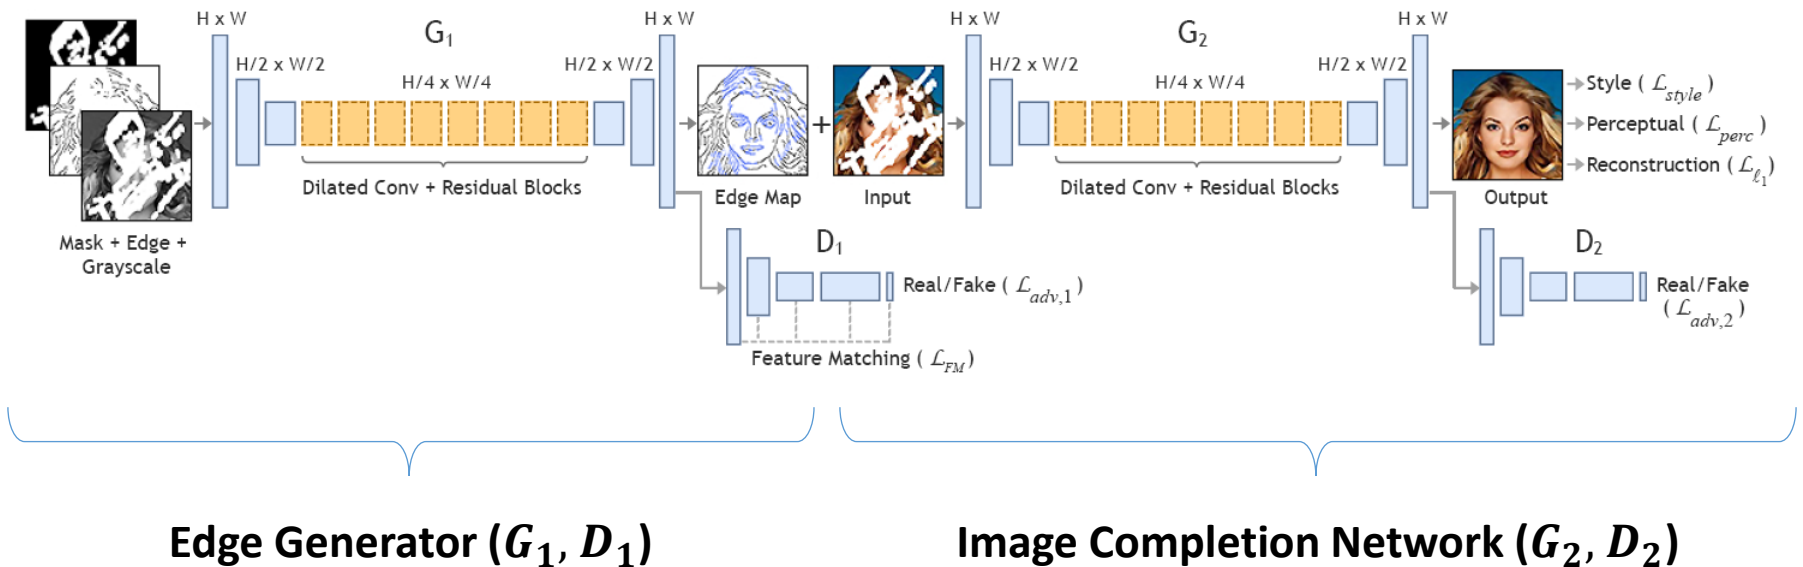 H x W
G1
H/2 x W/2
H/4 x W/4
H/2 x W/2
H x W
Dilated Conv + Residual Blocks
Mask + Edge +
Grayscale
Edge Map
+
Input
D1
Real/Fake ( ℒadv,1)
Feature Matching ( ℒFM)
H x W
G2
H/2 x W/2
H/4 x W/4
H/2 x W/2
H x W
Dilated Conv + Residual Blocks
Output
Style ( ℒstyle)
Perceptual ( ℒperc)
Reconstruction ( ℒℓ1)
D2
Real/Fake
( ℒadv,2)
Edge Generator (G1, D1)
Image Completion Network (G2, D2)